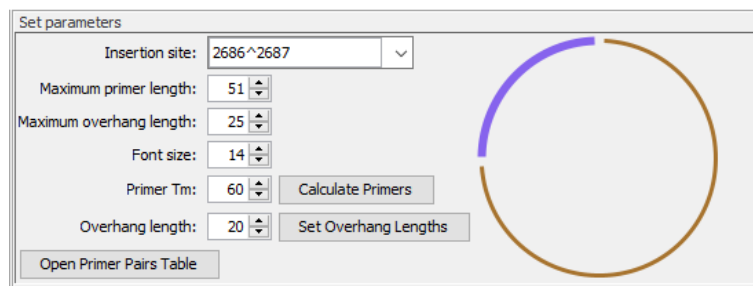 Set parameters
Insertion site: 2686^2687
Maximum primer length: 51
Maximum overhang length: 25
Font size: 14
Primer Tm: 60 Calculate Primers
Overhang length: 20 Set Overhang Lengths
Open Primer Pairs Table